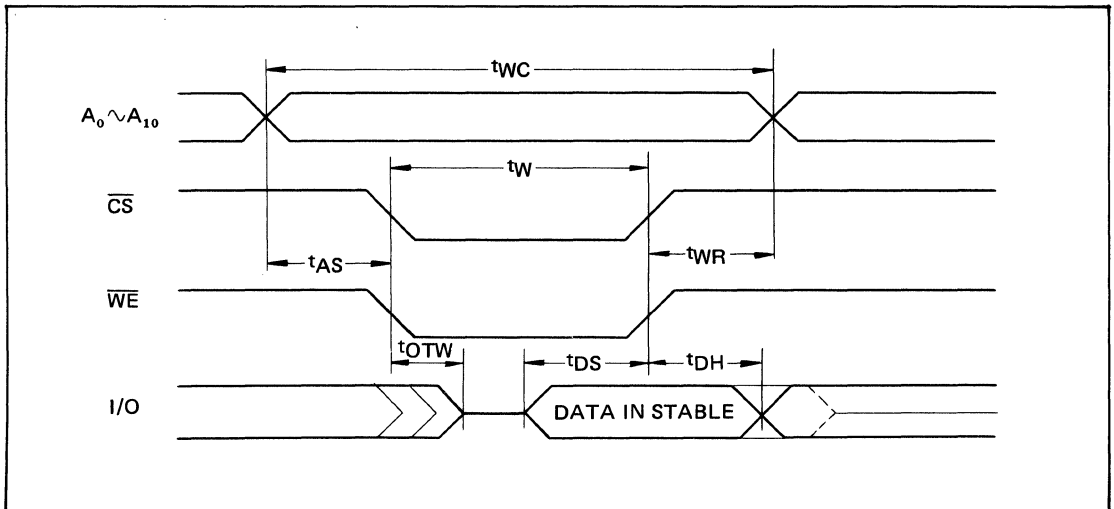 tWC
A₀∿A₁₀
tW
CS
tWR
tAS
WE
tOTW
tDS
tDH
I/O
DATA IN STABLE